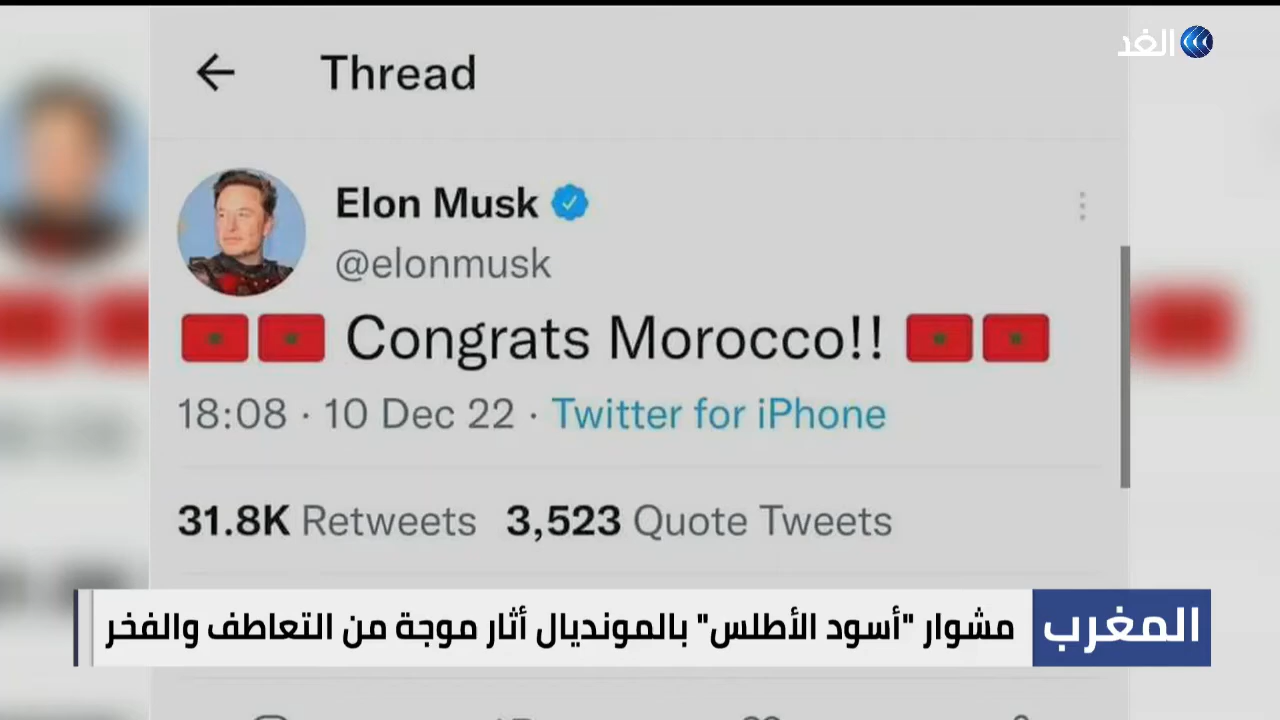 الغد
Thread
Elon Musk
@elonmusk
🇲🇦🇲🇦 Congrats Morocco!! 🇲🇦🇲🇦
18:08 · 10 Dec 22 · Twitter for iPhone
31.8K Retweets 3,523 Quote Tweets
المغرب
مشوار "أسود الأطلس" بالمونديال أثار موجة من التعاطف والفخر